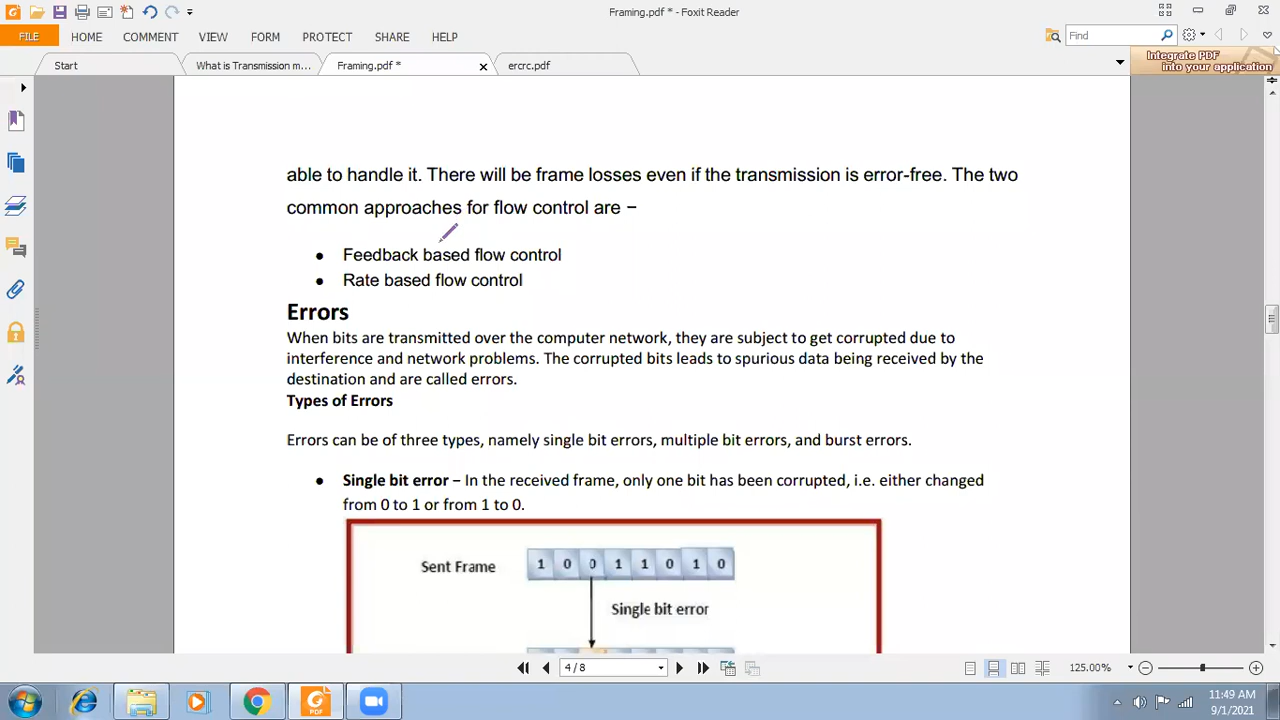 Framing.pdf * - Foxit Reader
FILE HOME COMMENT VIEW FORM PROTECT SHARE HELP
Find
Start What is Transmission m... Framing.pdf * ercrc.pdf
Integrate PDF
into your application
able to handle it. There will be frame losses even if the transmission is error-free. The two
common approaches for flow control are −
● Feedback based flow control
● Rate based flow control
Errors
When bits are transmitted over the computer network, they are subject to get corrupted due to
interference and network problems. The corrupted bits leads to spurious data being received by the
destination and are called errors.
Types of Errors
Errors can be of three types, namely single bit errors, multiple bit errors, and burst errors.
● Single bit error − In the received frame, only one bit has been corrupted, i.e. either changed
from 0 to 1 or from 1 to 0.
Sent Frame 1 0 0 1 1 0 1 0
Single bit error
4 / 8
125.00%
PDF
11:49 AM
9/1/2021